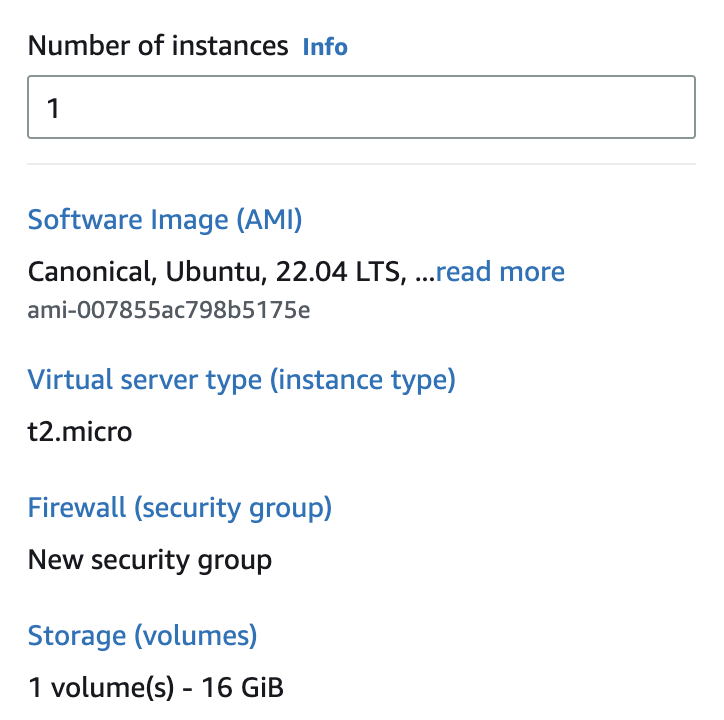 Number of instances Info
1
Software Image (AMI)
Canonical, Ubuntu, 22.04 LTS, ...read more
ami-007855ac798b5175e
Virtual server type (instance type)
t2.micro
Firewall (security group)
New security group
Storage (volumes)
1 volume(s) - 16 GiB